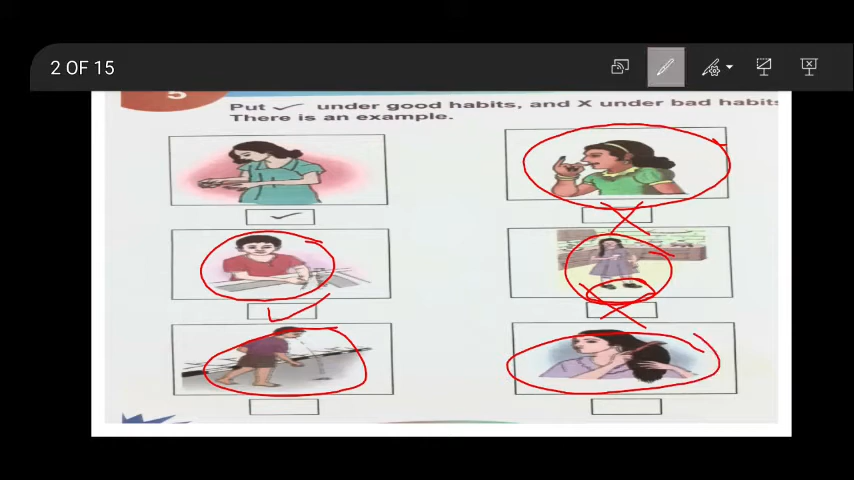 2 OF 15
5
Put ✓ under good habits, and X under bad habits
There is an example.